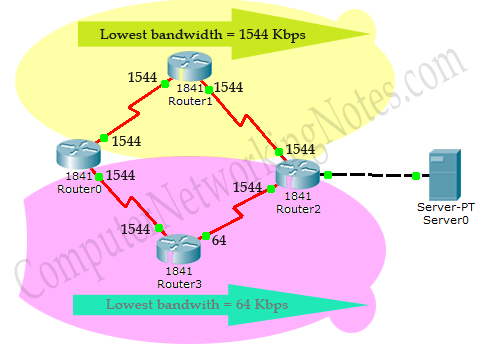 Lowest bandwidth = 1544 Kbps
1544
1841
Router1
1544
1544
1544
1841
Router0
1544
1544
1841
Router2
Server-PT
Server0
1544
64
1841
Router3
Lowest bandwith = 64 Kbps
ComputerNetworkingNotes.com